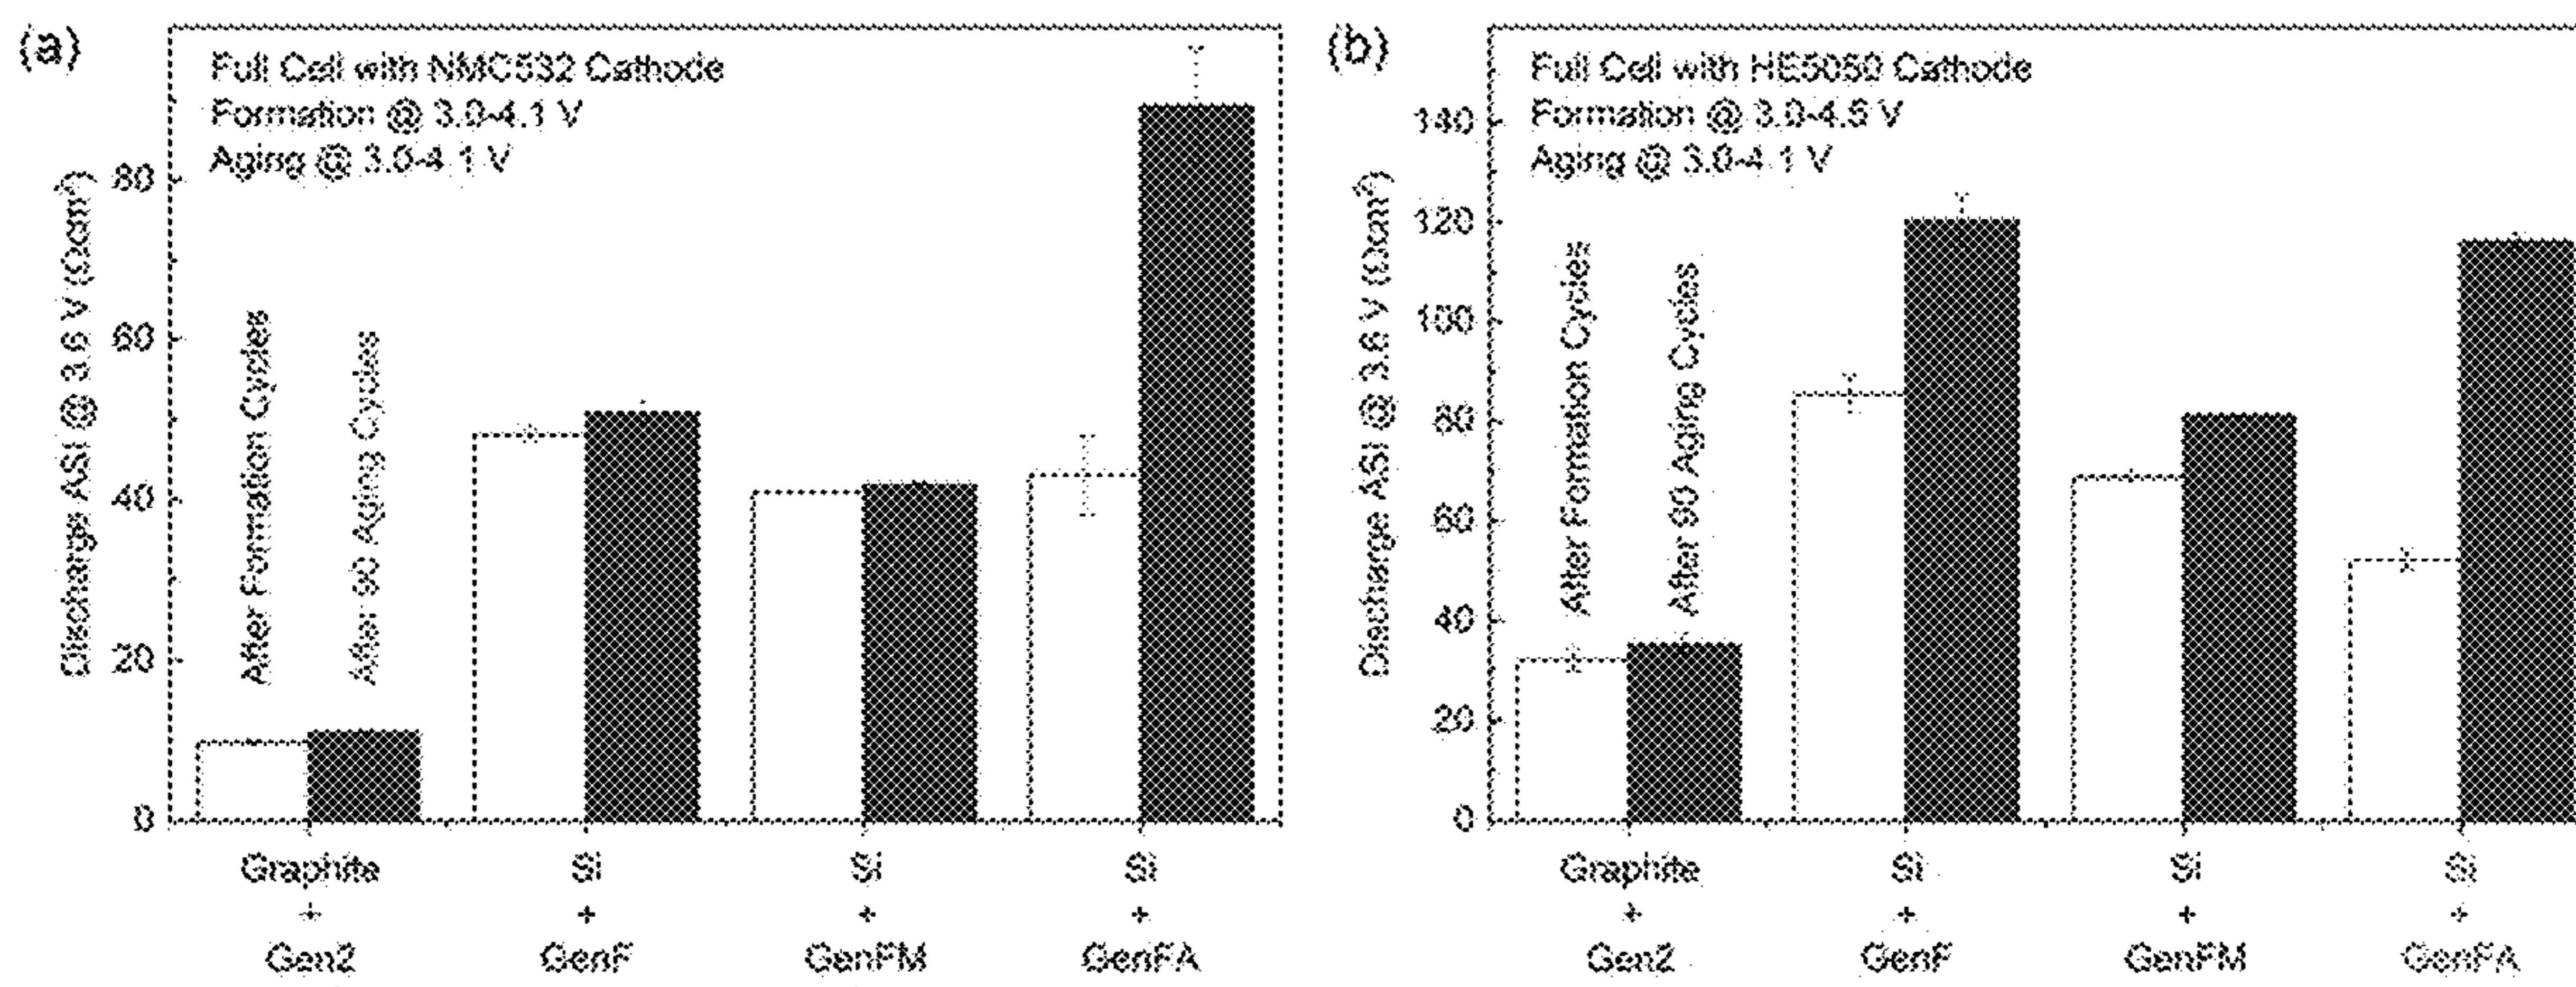 (a)
Full Cell with NMC532 Cathode
Formation @ 3.0-4.1 V
Aging @ 3.0-4.1 V
Discharge ASI @ 3.6 V (Ωcm²)
80
60
40
20
0
After Formation Cycles
After 90 Aging Cycles
Graphite
+
Gen2
Si
+
GenF
Si
+
GenFM
Si
+
GenFA
(b)
Full Cell with HE5050 Cathode
Formation @ 3.0-4.5 V
Aging @ 3.0-4.1 V
Discharge ASI @ 3.6 V (Ωcm²)
140
120
100
80
60
40
20
0
After Formation Cycles
After 90 Aging Cycles
Graphite
+
Gen2
Si
+
GenF
Si
+
GenFM
Si
+
GenFA